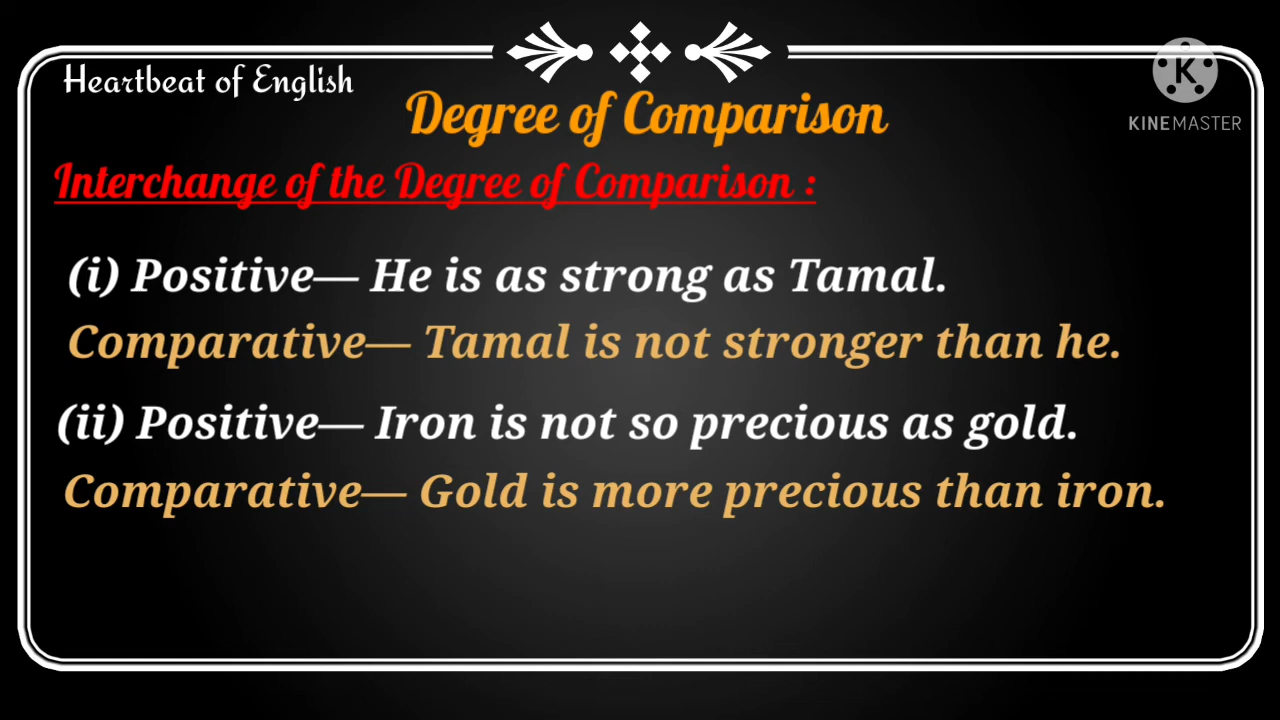 Heartbeat of English
KINEMASTER
Degree of Comparison
Interchange of the Degree of Comparison :
(i) Positive— He is as strong as Tamal.
Comparative— Tamal is not stronger than he.
(ii) Positive— Iron is not so precious as gold.
Comparative— Gold is more precious than iron.